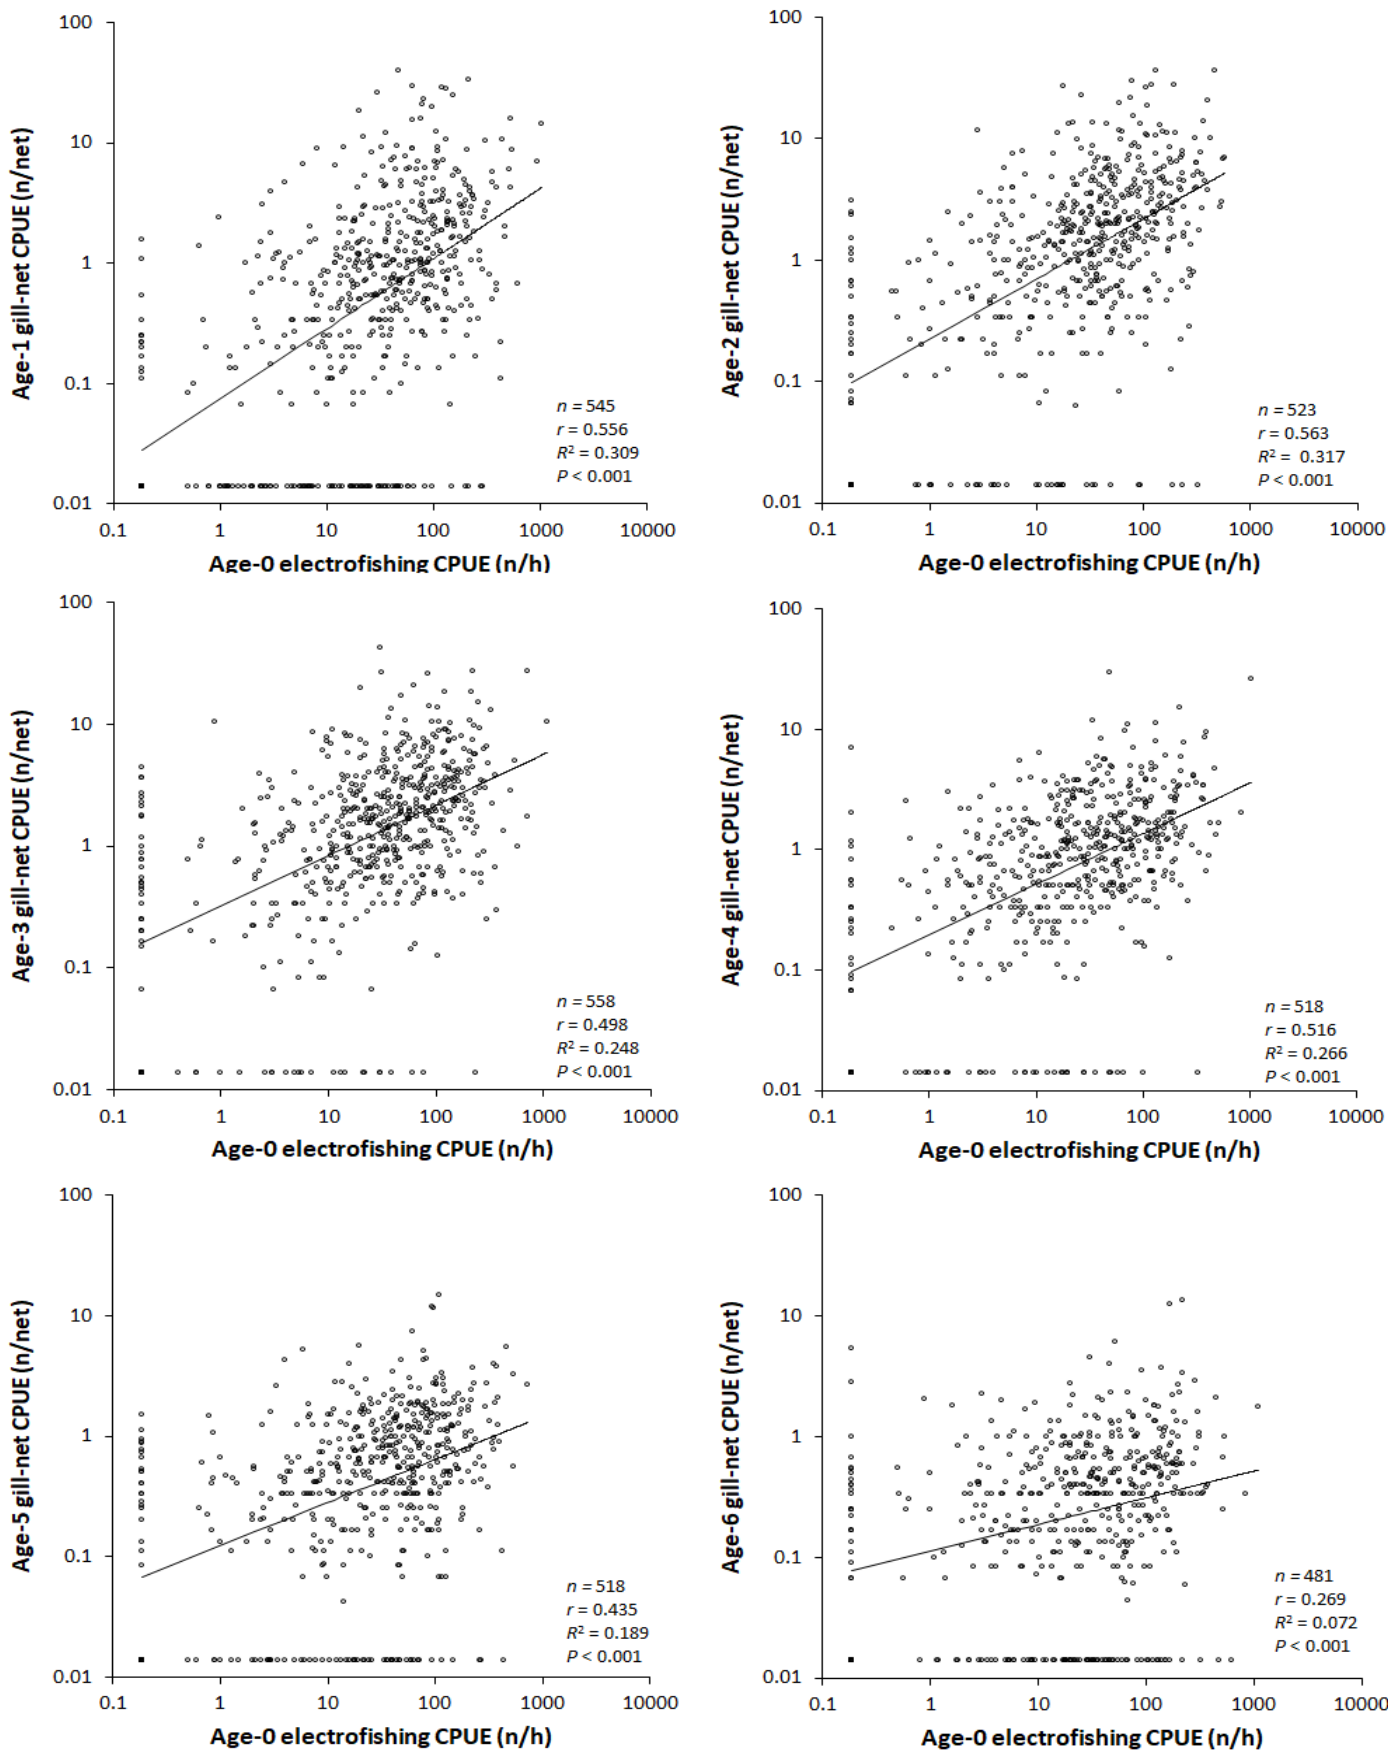 100
10
1
0.1
0.01
Age-1 gill-net CPUE (n/net)
n = 545
r = 0.556
R² = 0.309
P < 0.001
0.1 1 10 100 1000 10000
Age-0 electrofishing CPUE (n/h)
100
10
1
0.1
0.01
Age-2 gill-net CPUE (n/net)
n = 523
r = 0.563
R² = 0.317
P < 0.001
0.1 1 10 100 1000 10000
Age-0 electrofishing CPUE (n/h)
100
10
1
0.1
0.01
Age-3 gill-net CPUE (n/net)
n = 558
r = 0.498
R² = 0.248
P < 0.001
0.1 1 10 100 1000 10000
Age-0 electrofishing CPUE (n/h)
100
10
1
0.1
0.01
Age-4 gill-net CPUE (n/net)
n = 518
r = 0.516
R² = 0.266
P < 0.001
0.1 1 10 100 1000 10000
Age-0 electrofishing CPUE (n/h)
100
10
1
0.1
0.01
Age-5 gill-net CPUE (n/net)
n = 518
r = 0.435
R² = 0.189
P < 0.001
0.1 1 10 100 1000 10000
Age-0 electrofishing CPUE (n/h)
100
10
1
0.1
0.01
Age-6 gill-net CPUE (n/net)
n = 481
r = 0.269
R² = 0.072
P < 0.001
0.1 1 10 100 1000 10000
Age-0 electrofishing CPUE (n/h)